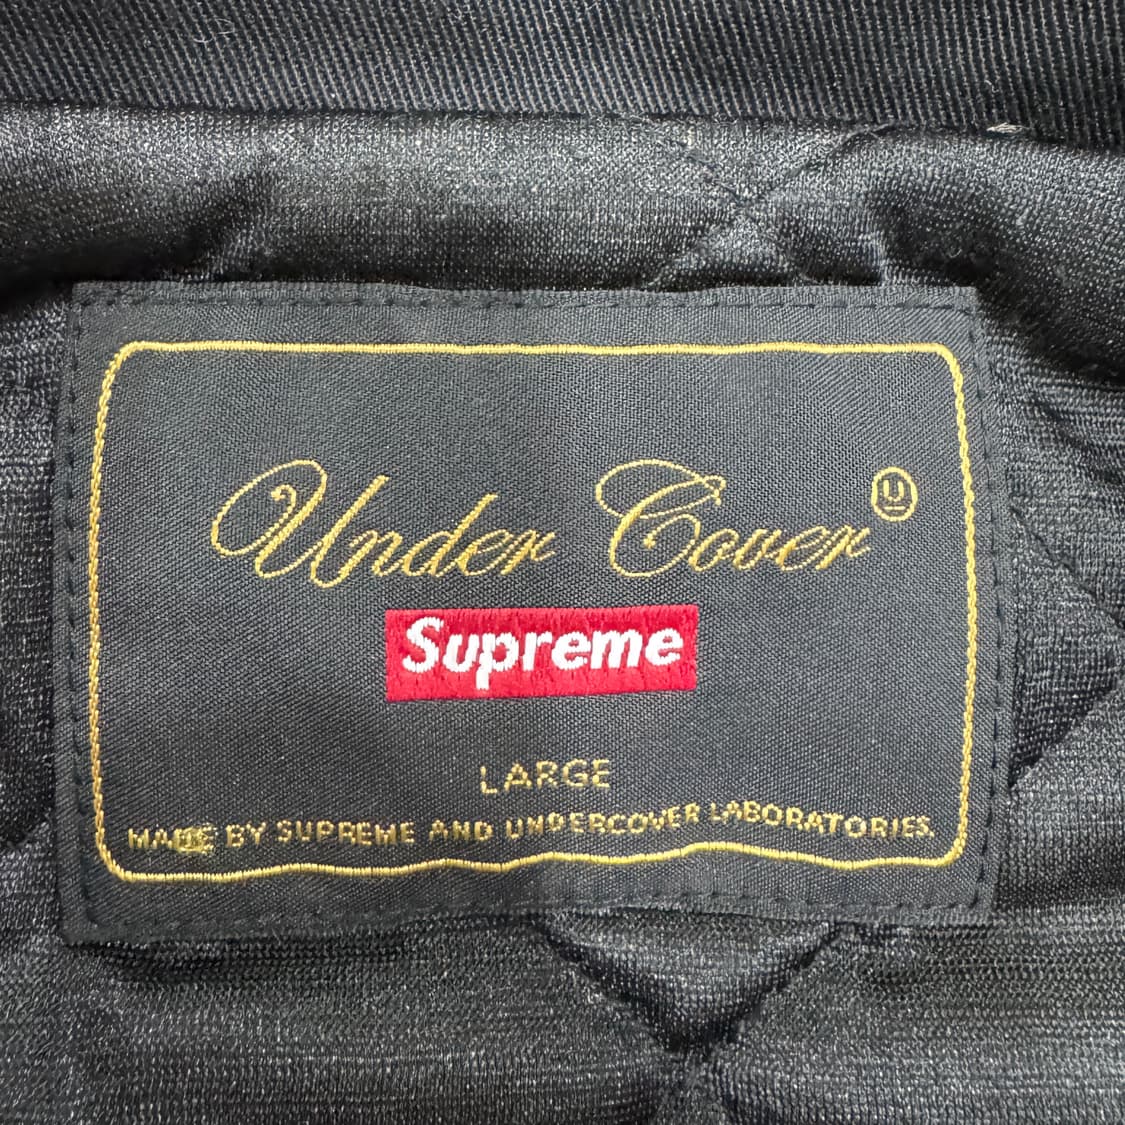 Under Cover Ⓤ
Supreme
LARGE
MADE BY SUPREME AND UNDERCOVER LABORATORIES.